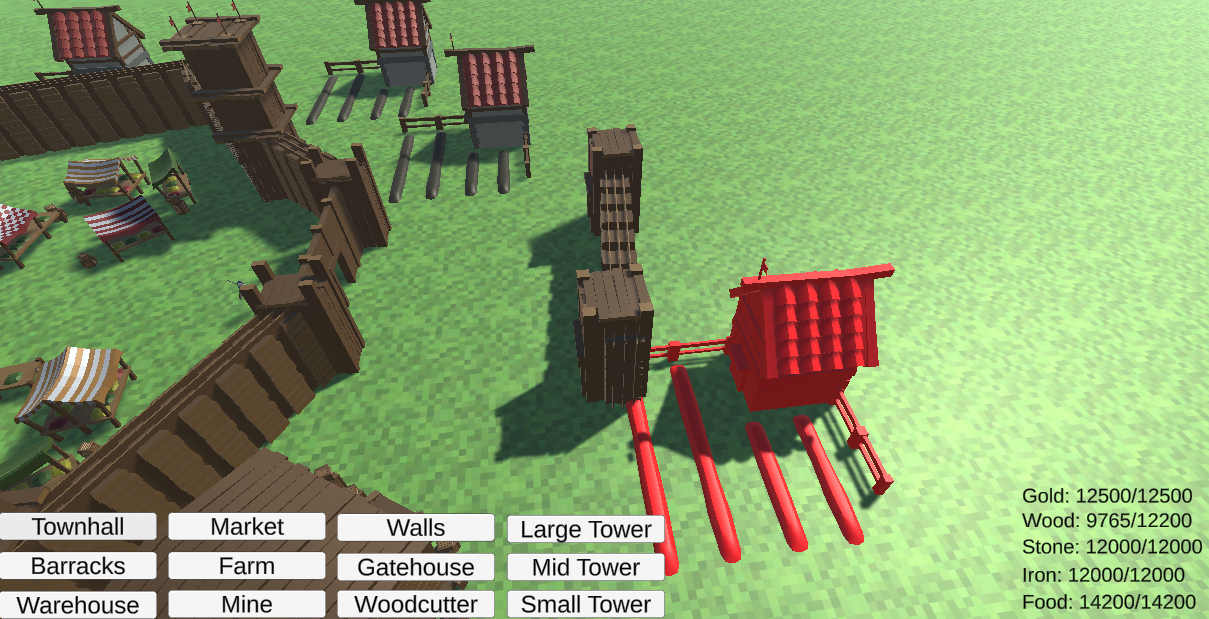 Townhall Market Walls Large Tower
Barracks Farm Gatehouse Mid Tower
Warehouse Mine Woodcutter Small Tower
Gold: 12500/12500
Wood: 9765/12200
Stone: 12000/12000
Iron: 12000/12000
Food: 14200/14200